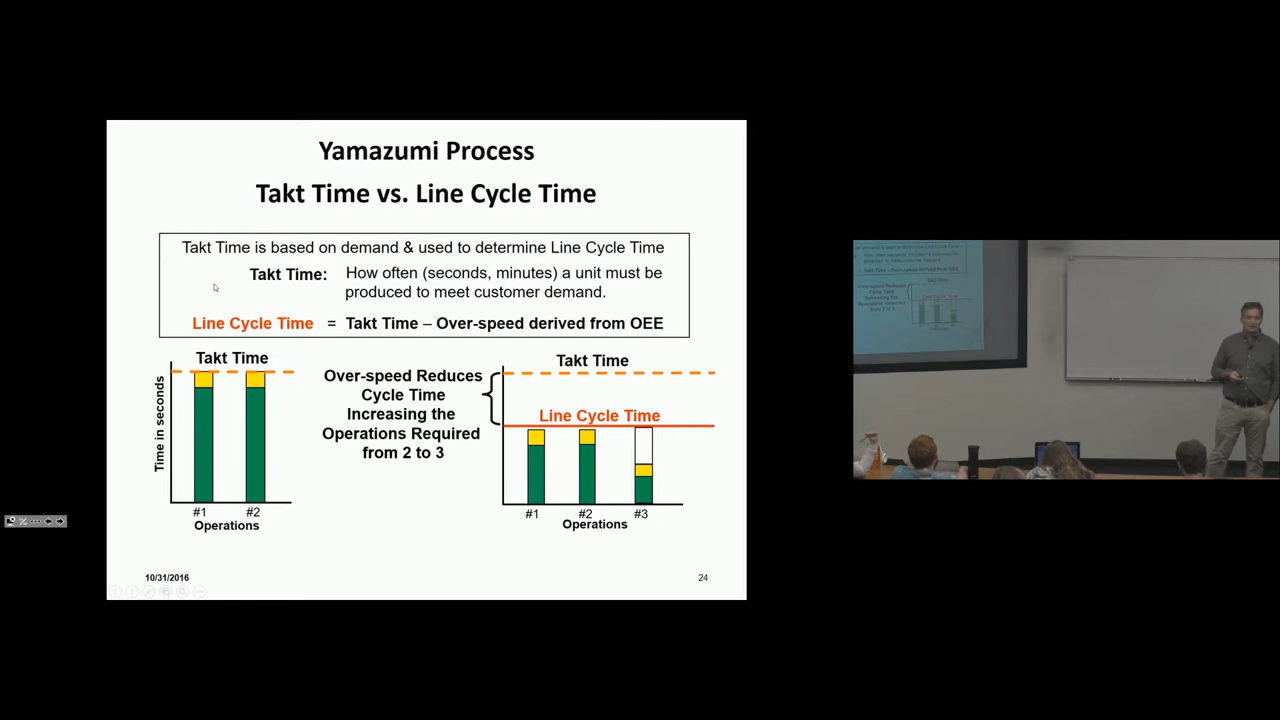 Yamazumi Process
Takt Time vs. Line Cycle Time
Takt Time is based on demand & used to determine Line Cycle Time
Takt Time: How often (seconds, minutes) a unit must be
produced to meet customer demand.
Line Cycle Time = Takt Time – Over-speed derived from OEE
Takt Time
Time in seconds
#1 #2
Operations
Over-speed Reduces
Cycle Time
Increasing the
Operations Required
from 2 to 3
Takt Time
Line Cycle Time
#1 #2 #3
Operations
10/31/2016
24